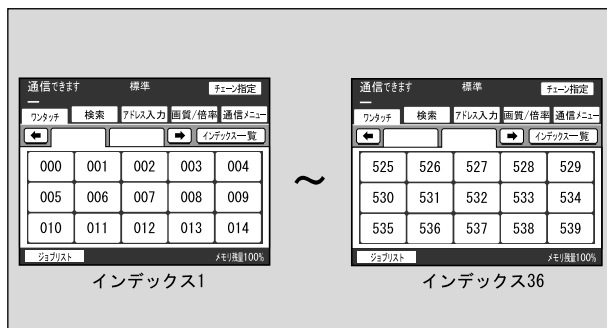 通信できます 標準 チェーン指定
ワンタッチ 検索 アドレス入力 画質/倍率 通信メニュー
インデックス一覧
000 001 002 003 004
005 006 007 008 009
010 011 012 013 014
ジョブリスト メモリ残量100%
インデックス1
～
通信できます 標準 チェーン指定
ワンタッチ 検索 アドレス入力 画質/倍率 通信メニュー
インデックス一覧
525 526 527 528 529
530 531 532 533 534
535 536 537 538 539
ジョブリスト メモリ残量100%
インデックス36